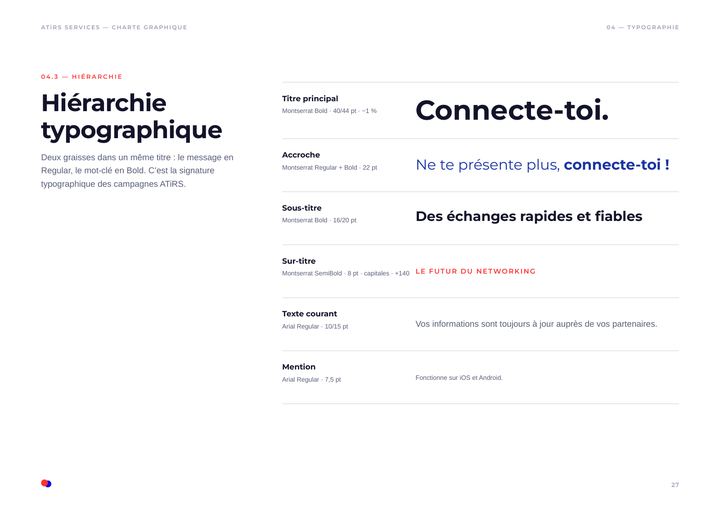 ATiRS SERVICES — CHARTE GRAPHIQUE
04 — TYPOGRAPHIE
04.3 — HIÉRARCHIE
Hiérarchie
typographique
Deux graisses dans un même titre : le message en
Regular, le mot-clé en Bold. C'est la signature
typographique des campagnes ATiRS.
Titre principal
Montserrat Bold · 40/44 pt · −1 %
Connecte-toi.
Accroche
Montserrat Regular + Bold · 22 pt
Ne te présente plus, connecte-toi !
Sous-titre
Montserrat Bold · 16/20 pt
Des échanges rapides et fiables
Sur-titre
Montserrat SemiBold · 8 pt · capitales · +140
LE FUTUR DU NETWORKING
Texte courant
Arial Regular · 10/15 pt
Vos informations sont toujours à jour auprès de vos partenaires.
Mention
Arial Regular · 7,5 pt
Fonctionne sur iOS et Android.
27